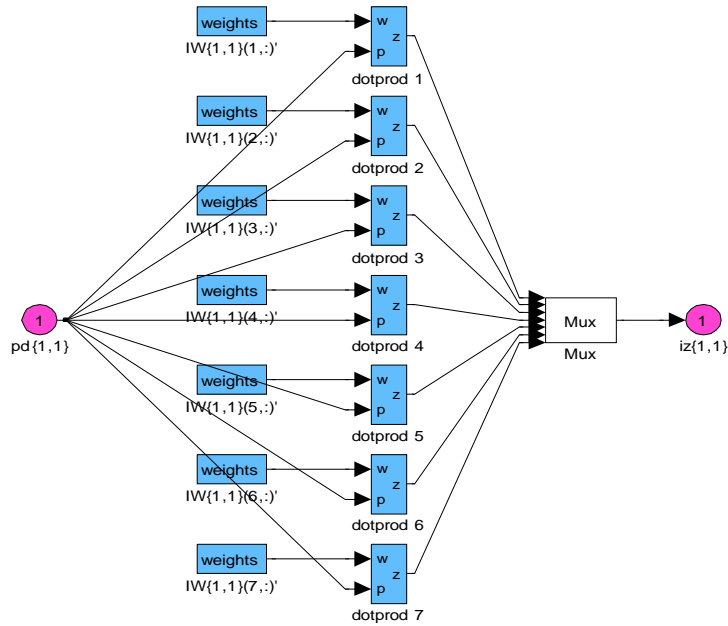 weights
IW{1,1}(1,:)'
w
z
p
dotprod 1
weights
IW{1,1}(2,:)'
w
z
p
dotprod 2
weights
IW{1,1}(3,:)'
w
z
p
dotprod 3
weights
IW{1,1}(4,:)'
w
z
p
dotprod 4
1
pd{1,1}
Mux
Mux
1
iz{1,1}
weights
IW{1,1}(5,:)'
w
z
p
dotprod 5
weights
IW{1,1}(6,:)'
w
z
p
dotprod 6
weights
IW{1,1}(7,:)'
w
z
p
dotprod 7